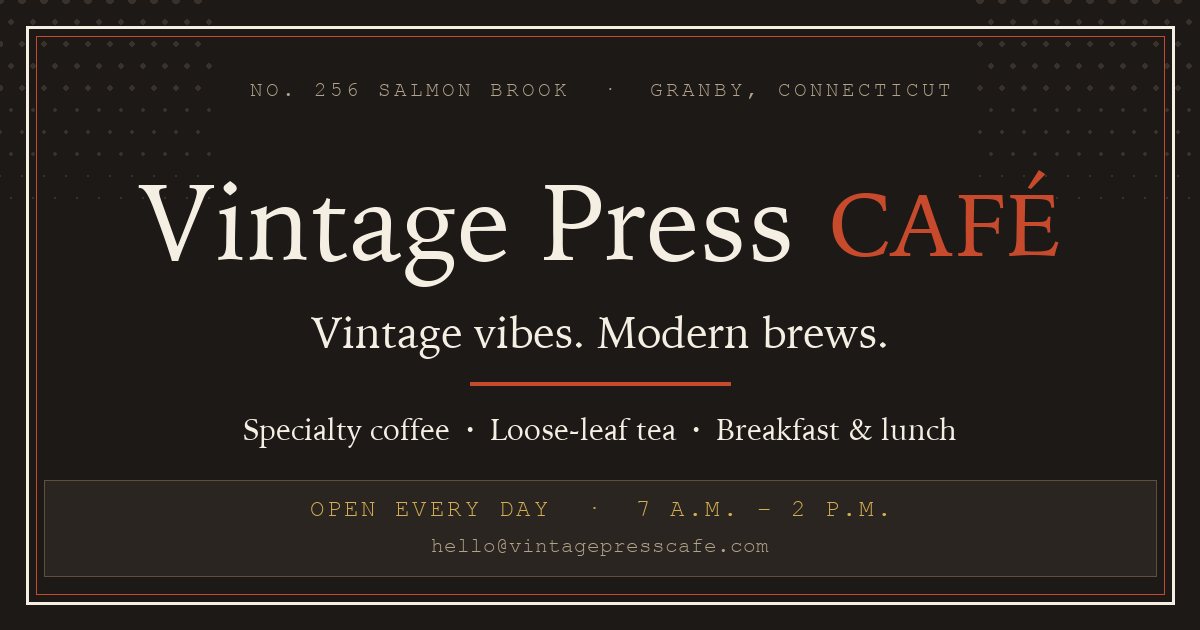 NO. 256 SALMON BROOK · GRANBY, CONNECTICUT
Vintage Press CAFÉ
Vintage vibes. Modern brews.
Specialty coffee • Loose-leaf tea • Breakfast & lunch
OPEN EVERY DAY · 7 A.M. – 2 P.M.
hello@vintagepresscafe.com